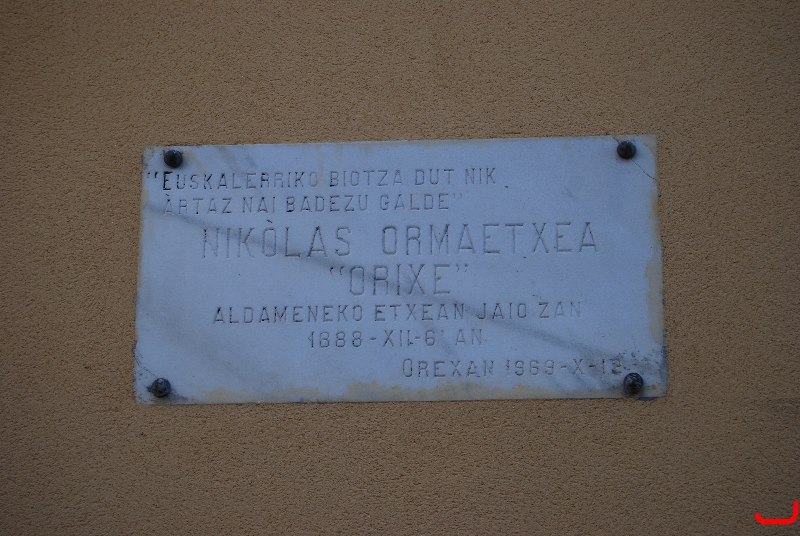 "EUSKALERRIKO BIOTZA DUT NIK
ARTAZ NAI BADEZU GALDE"
NIKOLAS ORMAETXEA
"ORIXE"
ALDAMENEKO ETXEAN JAIO ZAN
1888-XII-6'AN
OREXAN 1969-X-12